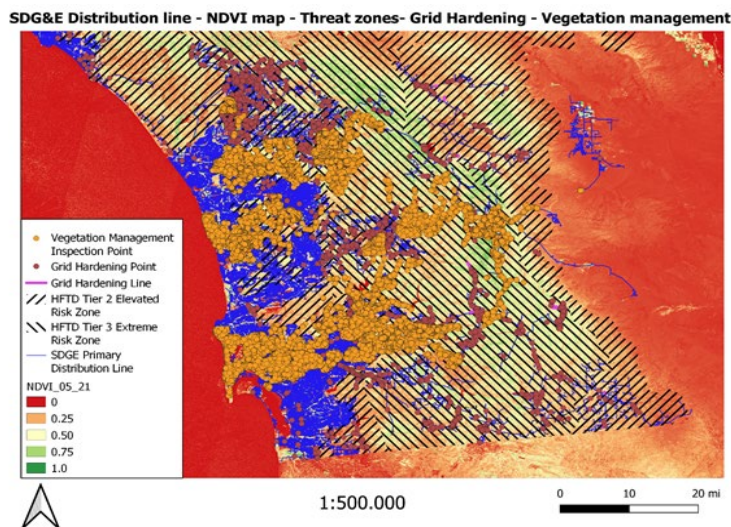 SDG&E Distribution line - NDVI map - Threat zones- Grid Hardening - Vegetation management
Vegetation Management
Inspection Point
Grid Hardening Point
Grid Hardening Line
HFTD Tier 2 Elevated
Risk Zone
HFTD Tier 3 Extreme
Risk Zone
SDGE Primary
Distribution Line
NDVI_05_21
0
0.25
0.50
0.75
1.0
1:500.000
0 10 20 mi